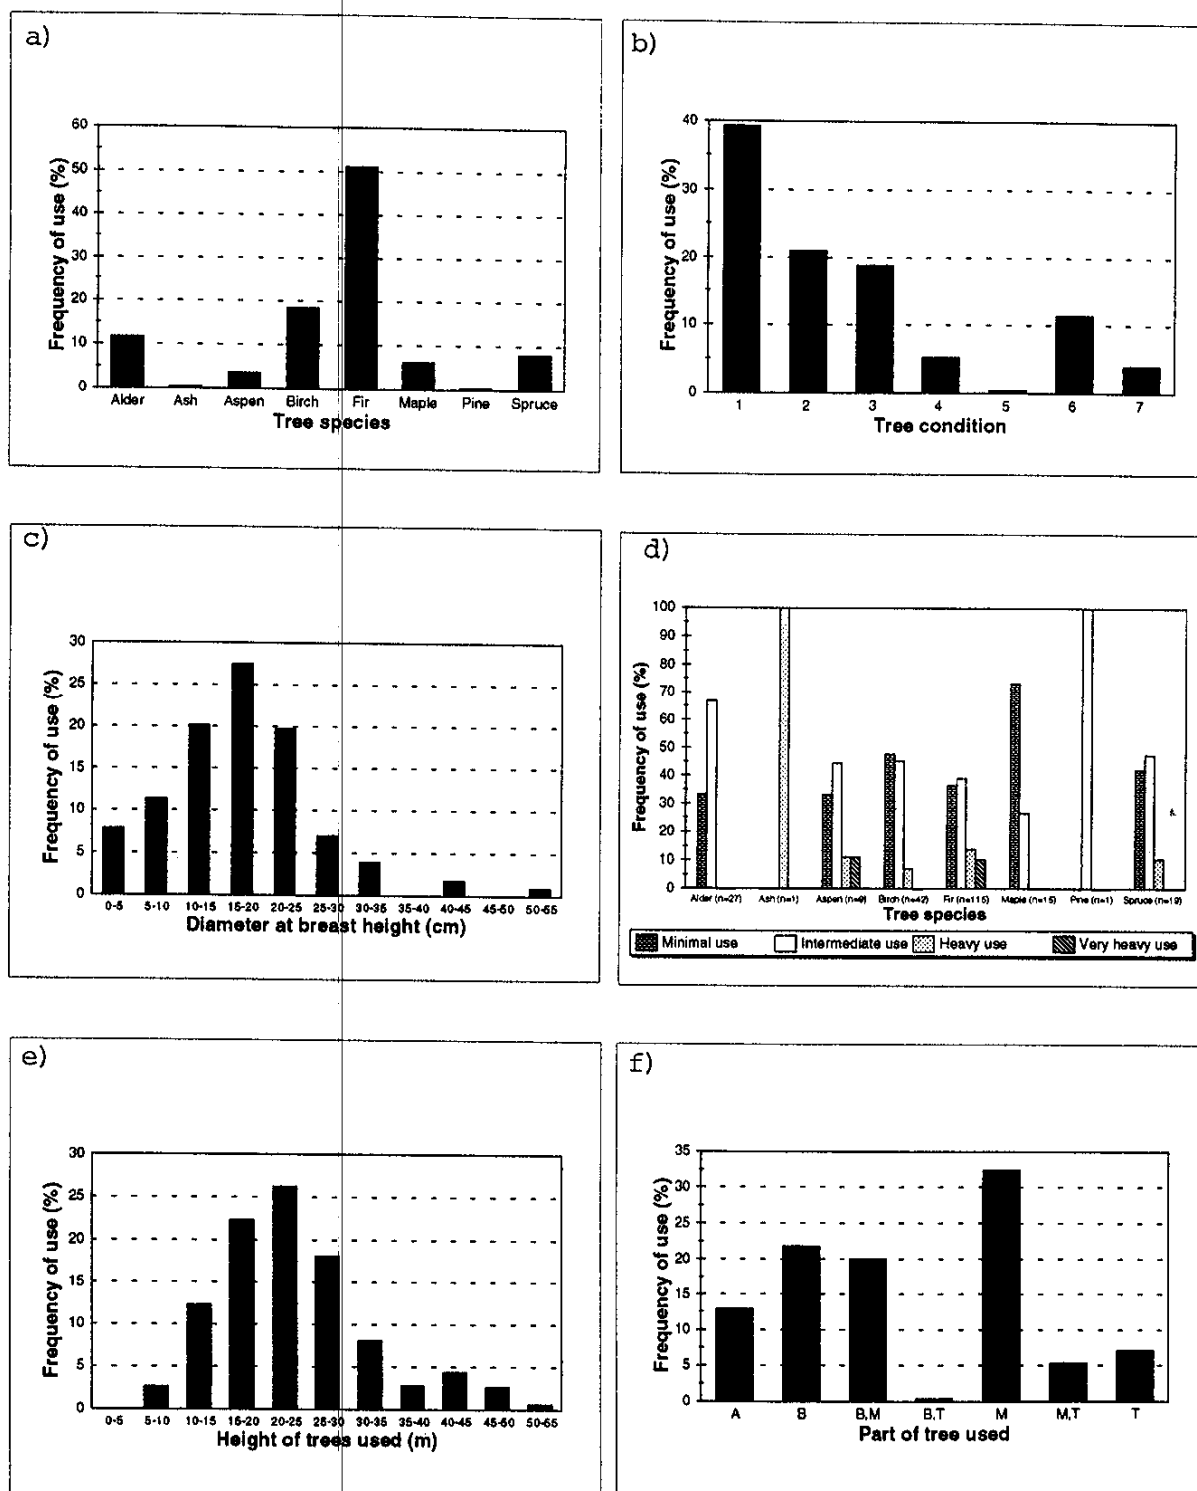 a)
60
50
40
30
20
10
0
Frequency of use (%)
Alder Ash Aspen Birch Fir Maple Pine Spruce
Tree species
b)
40
30
20
10
0
Frequency of use (%)
1 2 3 4 5 6 7
Tree condition
c)
30
25
20
15
10
5
0
Frequency of use (%)
0-5 5-10 10-15 16-20 20-25 25-30 30-35 35-40 40-45 45-50 50-55
Diameter at breast height (cm)
d)
100
90
80
70
60
50
40
30
20
10
0
Frequency of use (%)
Alder (n=27) Ash (n=1) Aspen (n=9) Birch (n=42) Fir (n=115) Maple (n=15) Pine (n=1) Spruce (n=19)
Tree species
Minimal use Intermediate use Heavy use Very heavy use
e)
30
25
20
15
10
5
0
Frequency of use (%)
0-5 5-10 10-15 16-20 20-25 25-30 30-35 35-40 40-45 45-50 50-55
Height of trees used (m)
f)
35
30
25
20
15
10
5
0
Frequency of use (%)
A B B,M B,T M M,T T
Part of tree used